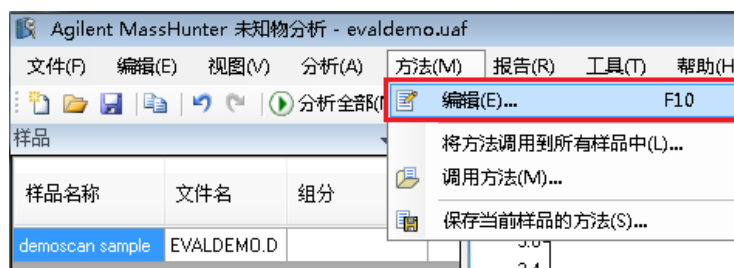 Agilent MassHunter 未知物分析 - evaldemo.uaf
文件(F) 编辑(E) 视图(V) 分析(A) 方法(M) 报告(R) 工具(T) 帮助(H
分析全部(
编辑(E)... F10
样品
将方法调用到所有样品中(L)...
调用方法(M)...
样品名称 文件名 组分
保存当前样品的方法(S)...
demoscan sample EVALDEMO.D